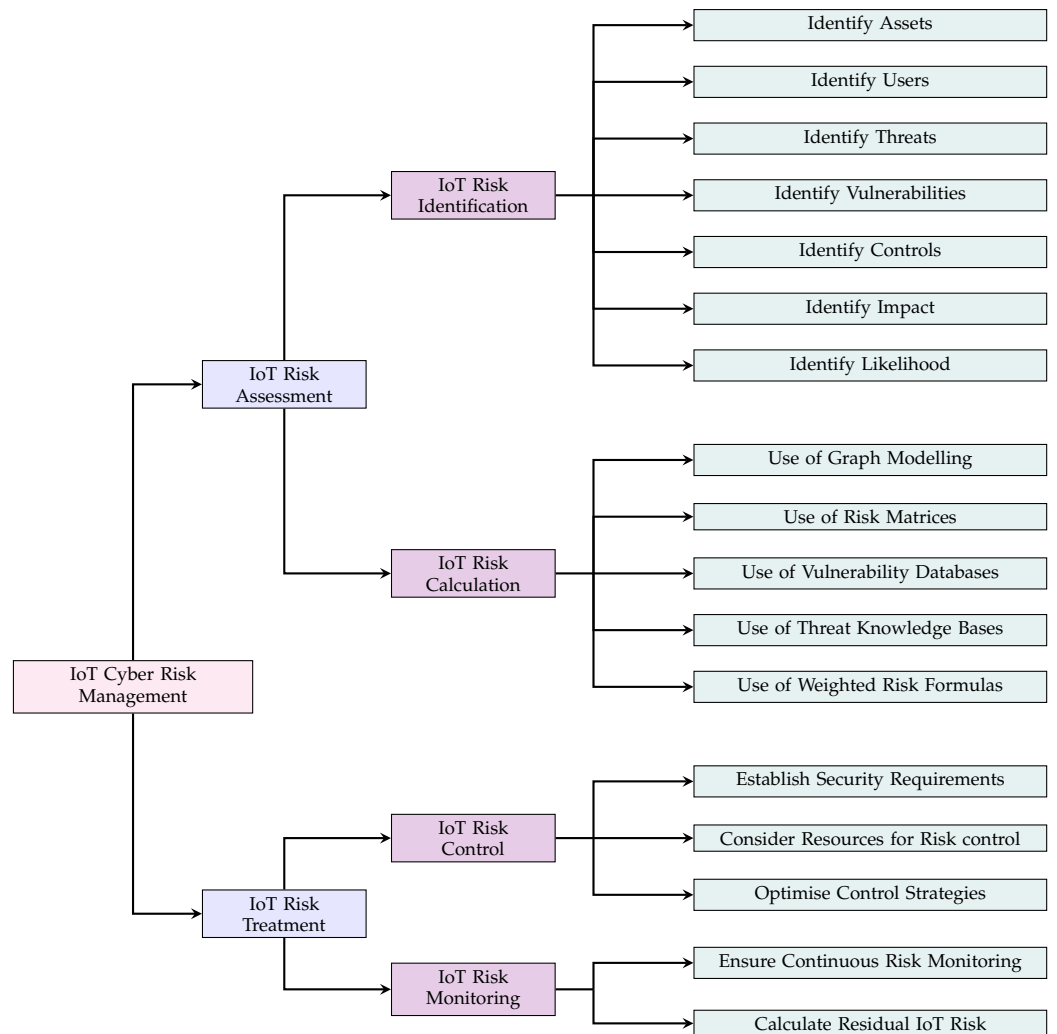 Identify Assets
Identify Users
Identify Threats
IoT Risk
Identification
Identify Vulnerabilities
Identify Controls
Identify Impact
Identify Likelihood
IoT Risk
Assessment
Use of Graph Modelling
Use of Risk Matrices
IoT Risk
Calculation
Use of Vulnerability Databases
Use of Threat Knowledge Bases
Use of Weighted Risk Formulas
IoT Cyber Risk
Management
Establish Security Requirements
IoT Risk
Control
Consider Resources for Risk control
Optimise Control Strategies
IoT Risk
Treatment
Ensure Continuous Risk Monitoring
IoT Risk
Monitoring
Calculate Residual IoT Risk